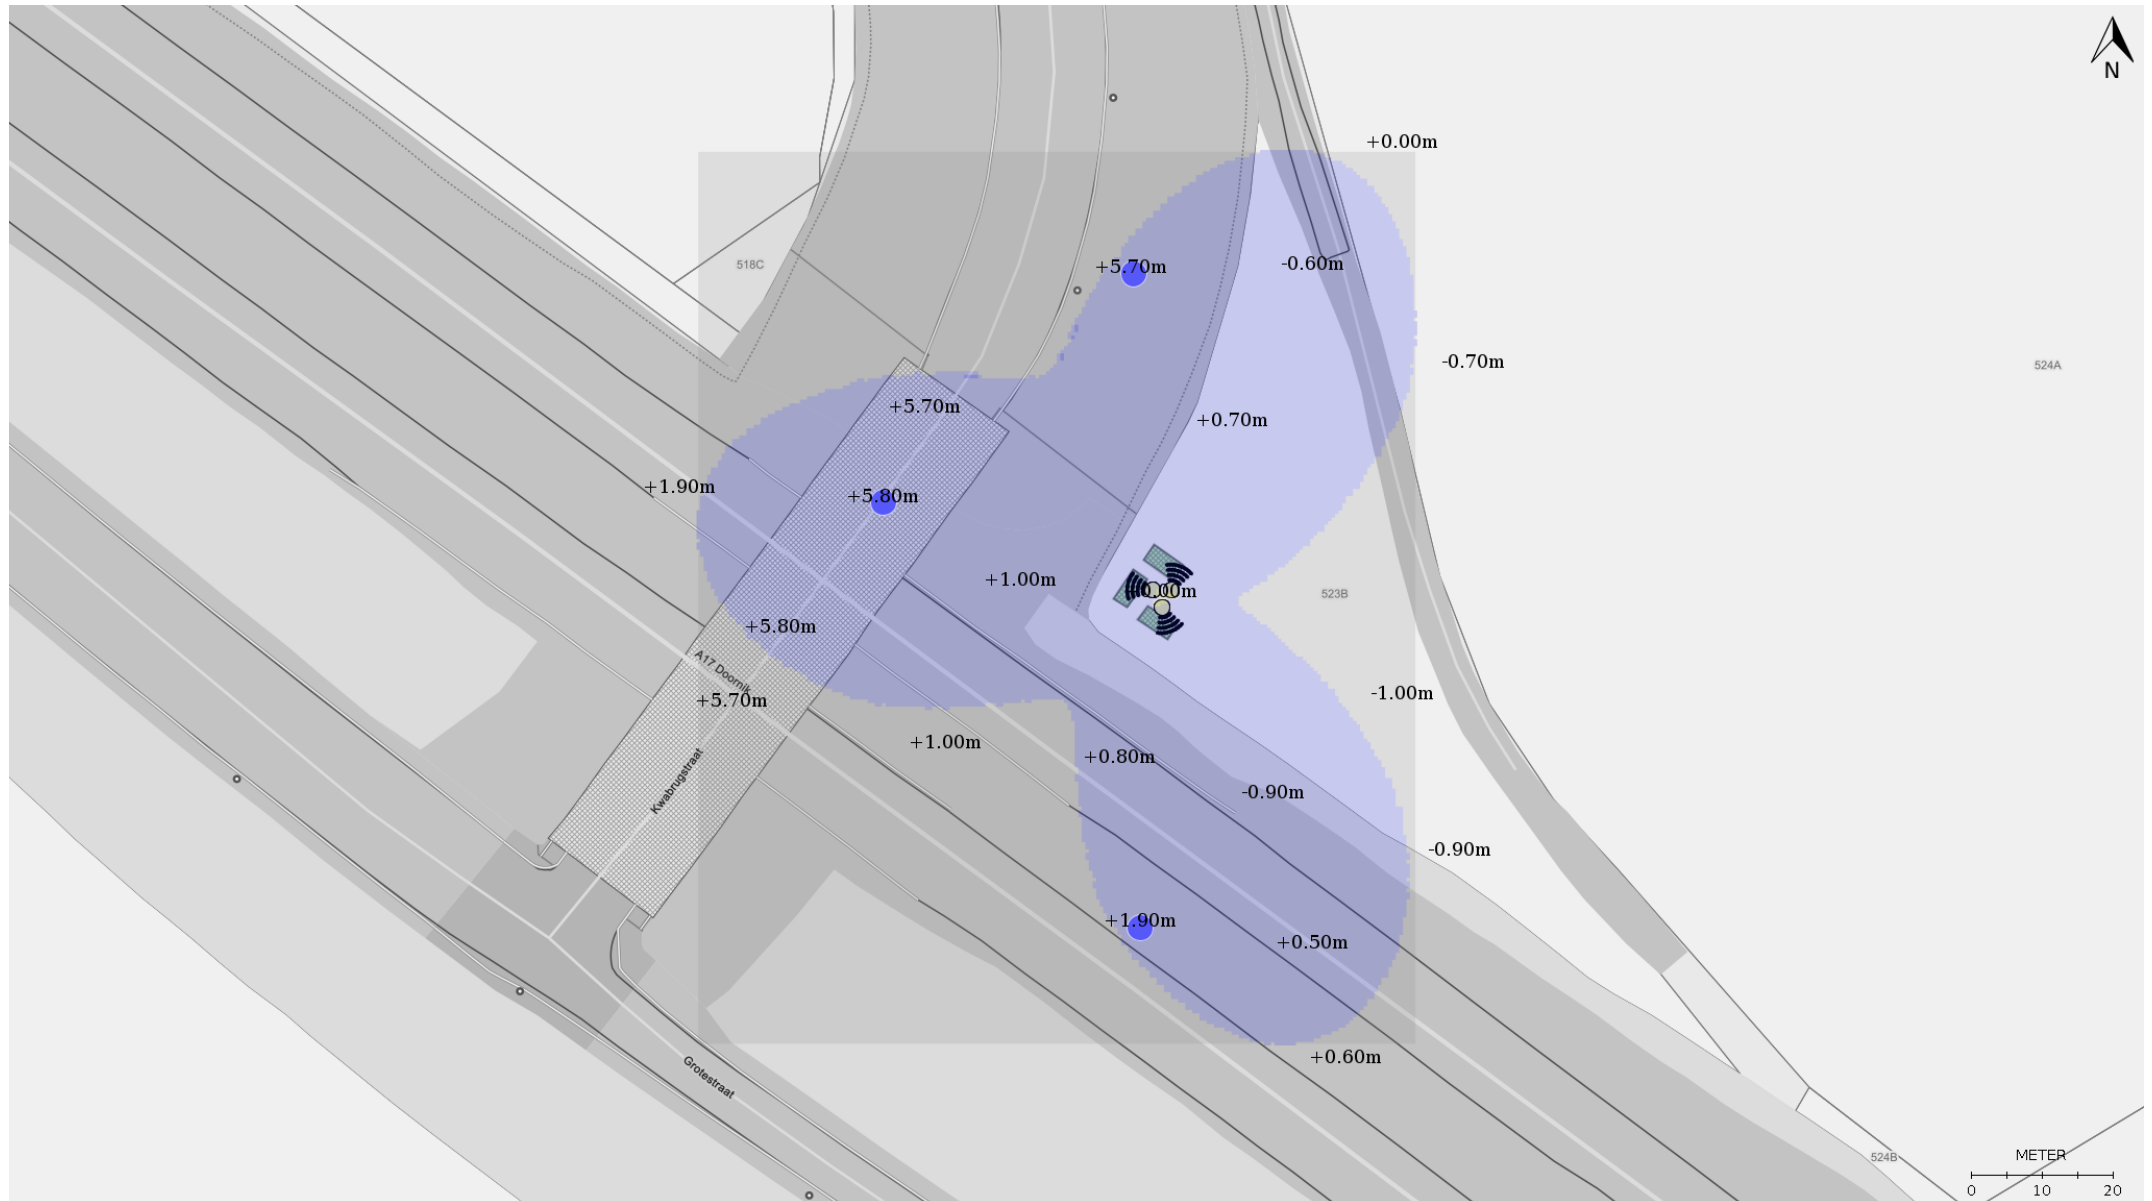 N
+0.00m
518C
+5.70m
-0.60m
-0.70m
524A
+5.70m
+0.70m
+1.90m
+5.80m
+1.00m
+0.00m
523B
+5.80m
A17 Doornik
+5.70m
-1.00m
+1.00m
+0.80m
Kwabrugstraat
-0.90m
-0.90m
+1.90m
+0.50m
+0.60m
Grotestraat
524B
METER
0 10 20